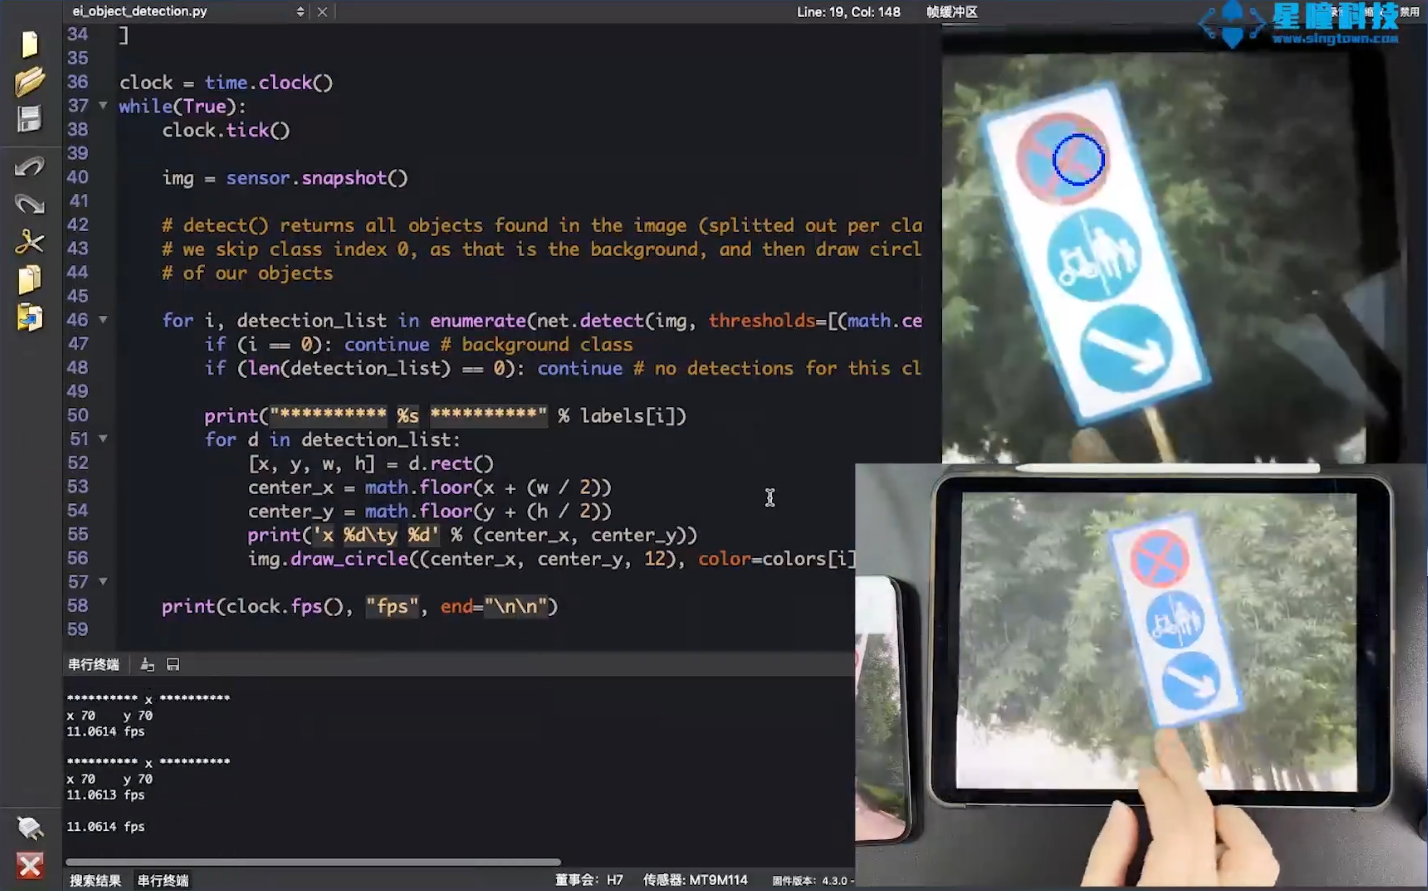 ei_object_detection.py
Line: 19, Col: 148
帧缓冲区
禁用
星瞳科技
www.singtown.com
34 ]
35
36 clock = time.clock()
37 while(True):
38 clock.tick()
39
40 img = sensor.snapshot()
41
42 # detect() returns all objects found in the image (splitted out per cla
43 # we skip class index 0, as that is the background, and then draw circl
44 # of our objects
45
46 for i, detection_list in enumerate(net.detect(img, thresholds=[(math.ce
47 if (i == 0): continue # background class
48 if (len(detection_list) == 0): continue # no detections for this cl
49
50 print("********** %s **********" % labels[i])
51 for d in detection_list:
52 [x, y, w, h] = d.rect()
53 center_x = math.floor(x + (w / 2))
54 center_y = math.floor(y + (h / 2))
55 print('x %d\ty %d' % (center_x, center_y))
56 img.draw_circle((center_x, center_y, 12), color=colors[i]
57
58 print(clock.fps(), "fps", end="\n\n")
59
串行终端
********** x **********
x 70 y 70
11.0614 fps
********** x **********
x 70 y 70
11.0613 fps
11.0614 fps
搜索结果
串行终端
董事会: H7
传感器: MT9M114
固件版本: 4.3.0 -